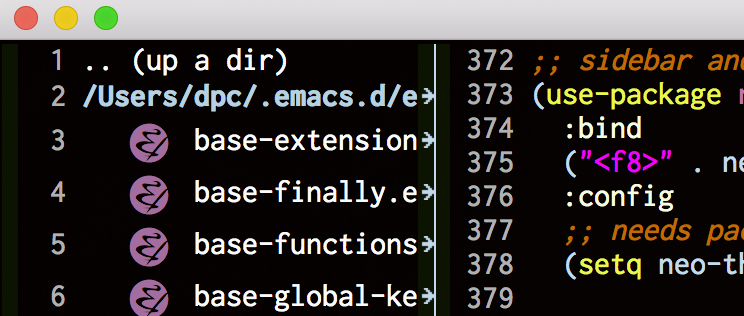 1 .. (up a dir)
2 /Users/dpc/.emacs.d/e
3 base-extension
4 base-finally.e
5 base-functions
6 base-global-ke
372 ;; sidebar and
373 (use-package n
374 :bind
375 ("<f8>" . ne
376 :config
377 ;; needs pac
378 (setq neo-th
379